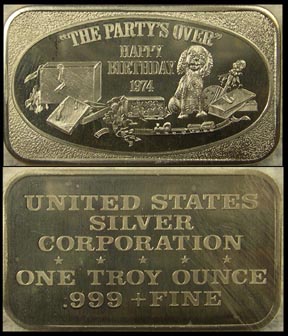 "THE PARTY'S OVER"
HAPPY
BIRTHDAY
1974
UNITED STATES
SILVER
CORPORATION
ONE TROY OUNCE
.999 + FINE